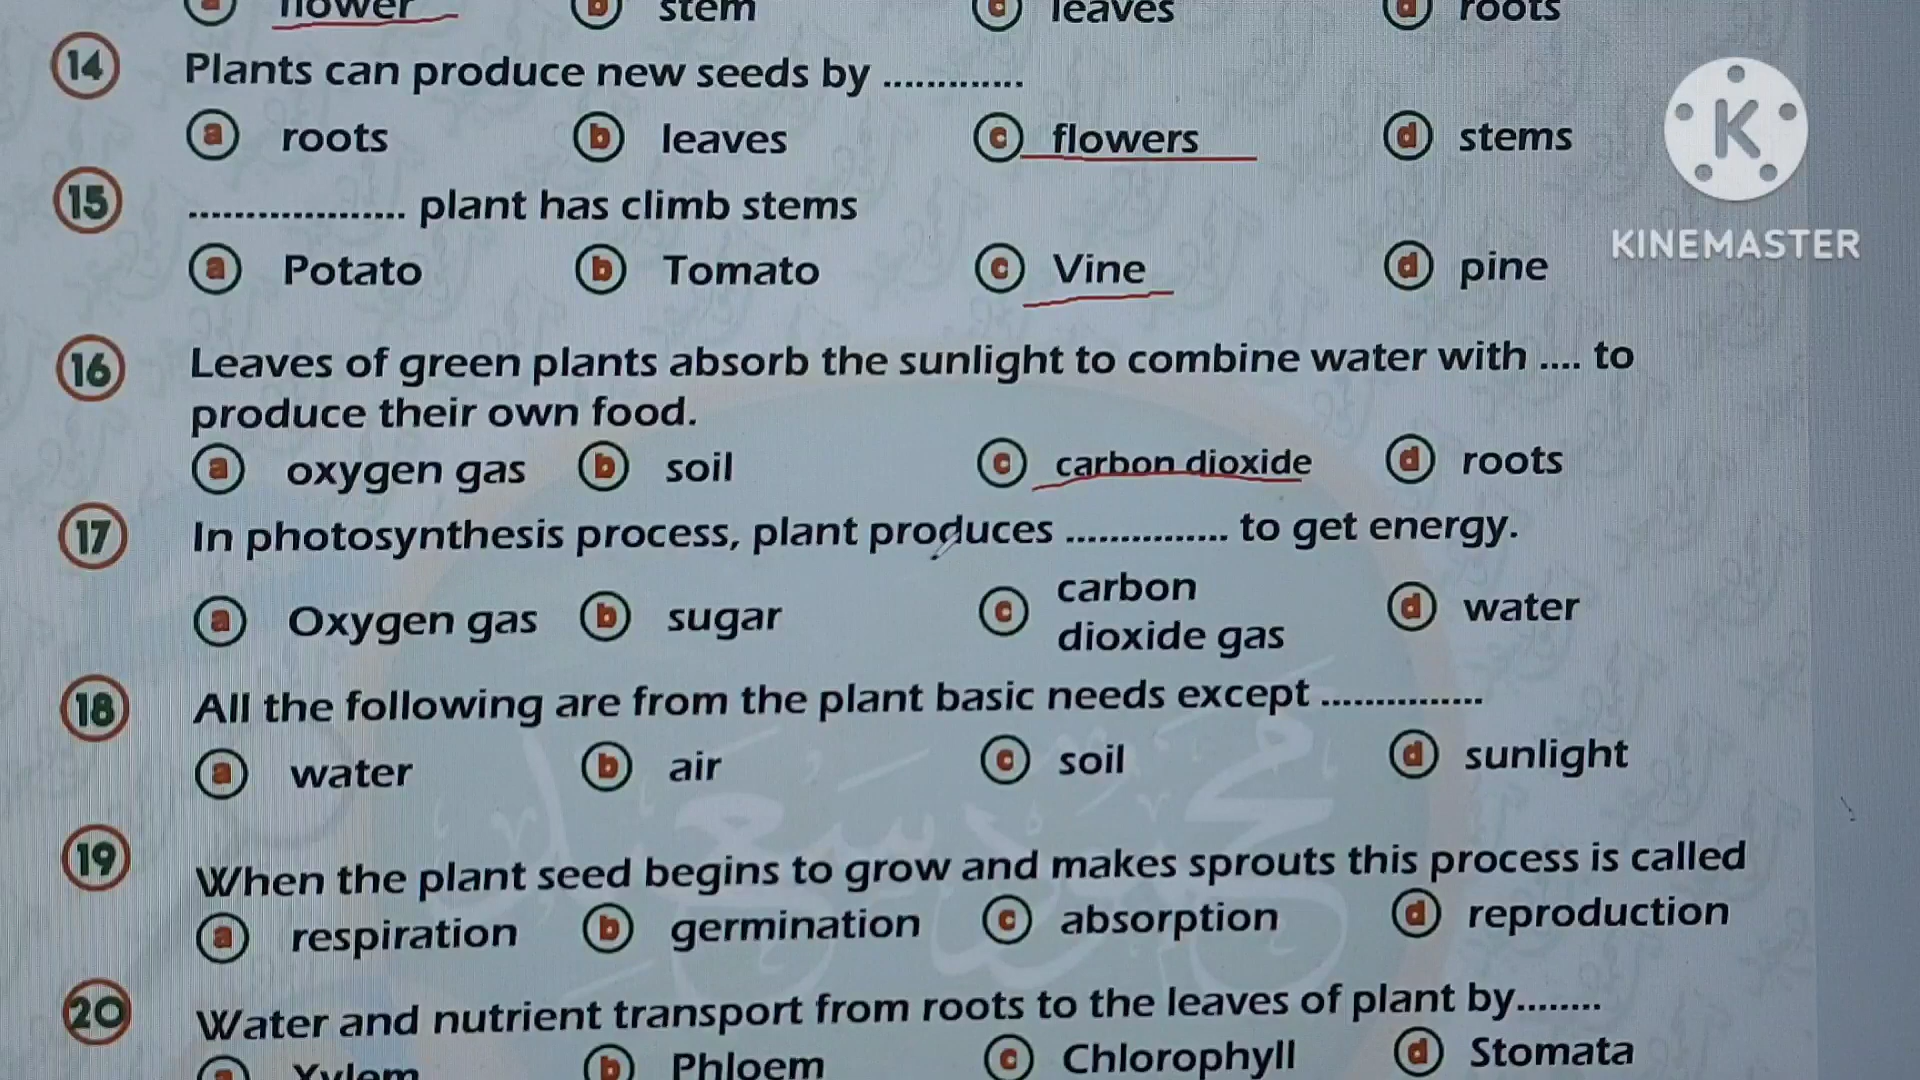 a flower b stem c leaves d roots
14 Plants can produce new seeds by .............
a roots b leaves c flowers d stems
15 ................... plant has climb stems
a Potato b Tomato c Vine d pine
16 Leaves of green plants absorb the sunlight to combine water with .... to
produce their own food.
a oxygen gas b soil c carbon dioxide d roots
17 In photosynthesis process, plant produces ............... to get energy.
a Oxygen gas b sugar c carbon dioxide gas d water
18 All the following are from the plant basic needs except ...............
a water b air c soil d sunlight
19 When the plant seed begins to grow and makes sprouts this process is called
a respiration b germination c absorption d reproduction
20 Water and nutrient transport from roots to the leaves of plant by........
a Xylem b Phloem c Chlorophyll d Stomata
K
KINEMASTER
محمد سعيد